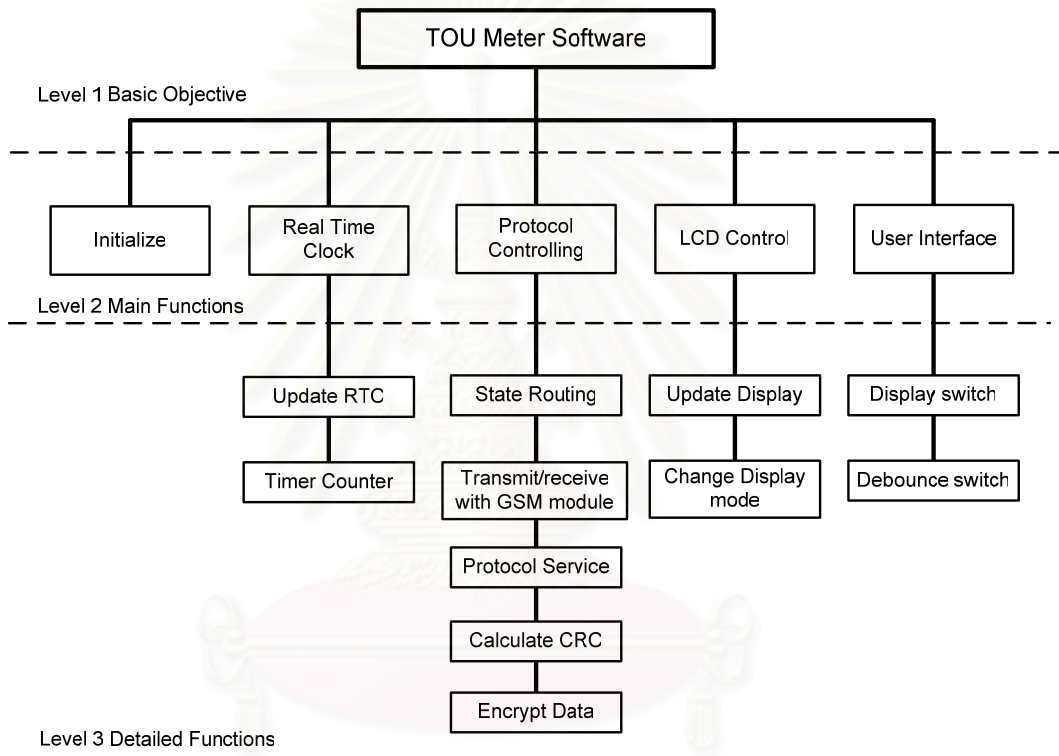 TOU Meter Software
Level 1 Basic Objective
Initialize
Real Time
Clock
Protocol
Controlling
LCD Control
User Interface
Level 2 Main Functions
Update RTC
State Routing
Update Display
Display switch
Timer Counter
Transmit/receive
with GSM module
Change Display
mode
Debounce switch
Protocol Service
Calculate CRC
Encrypt Data
Level 3 Detailed Functions